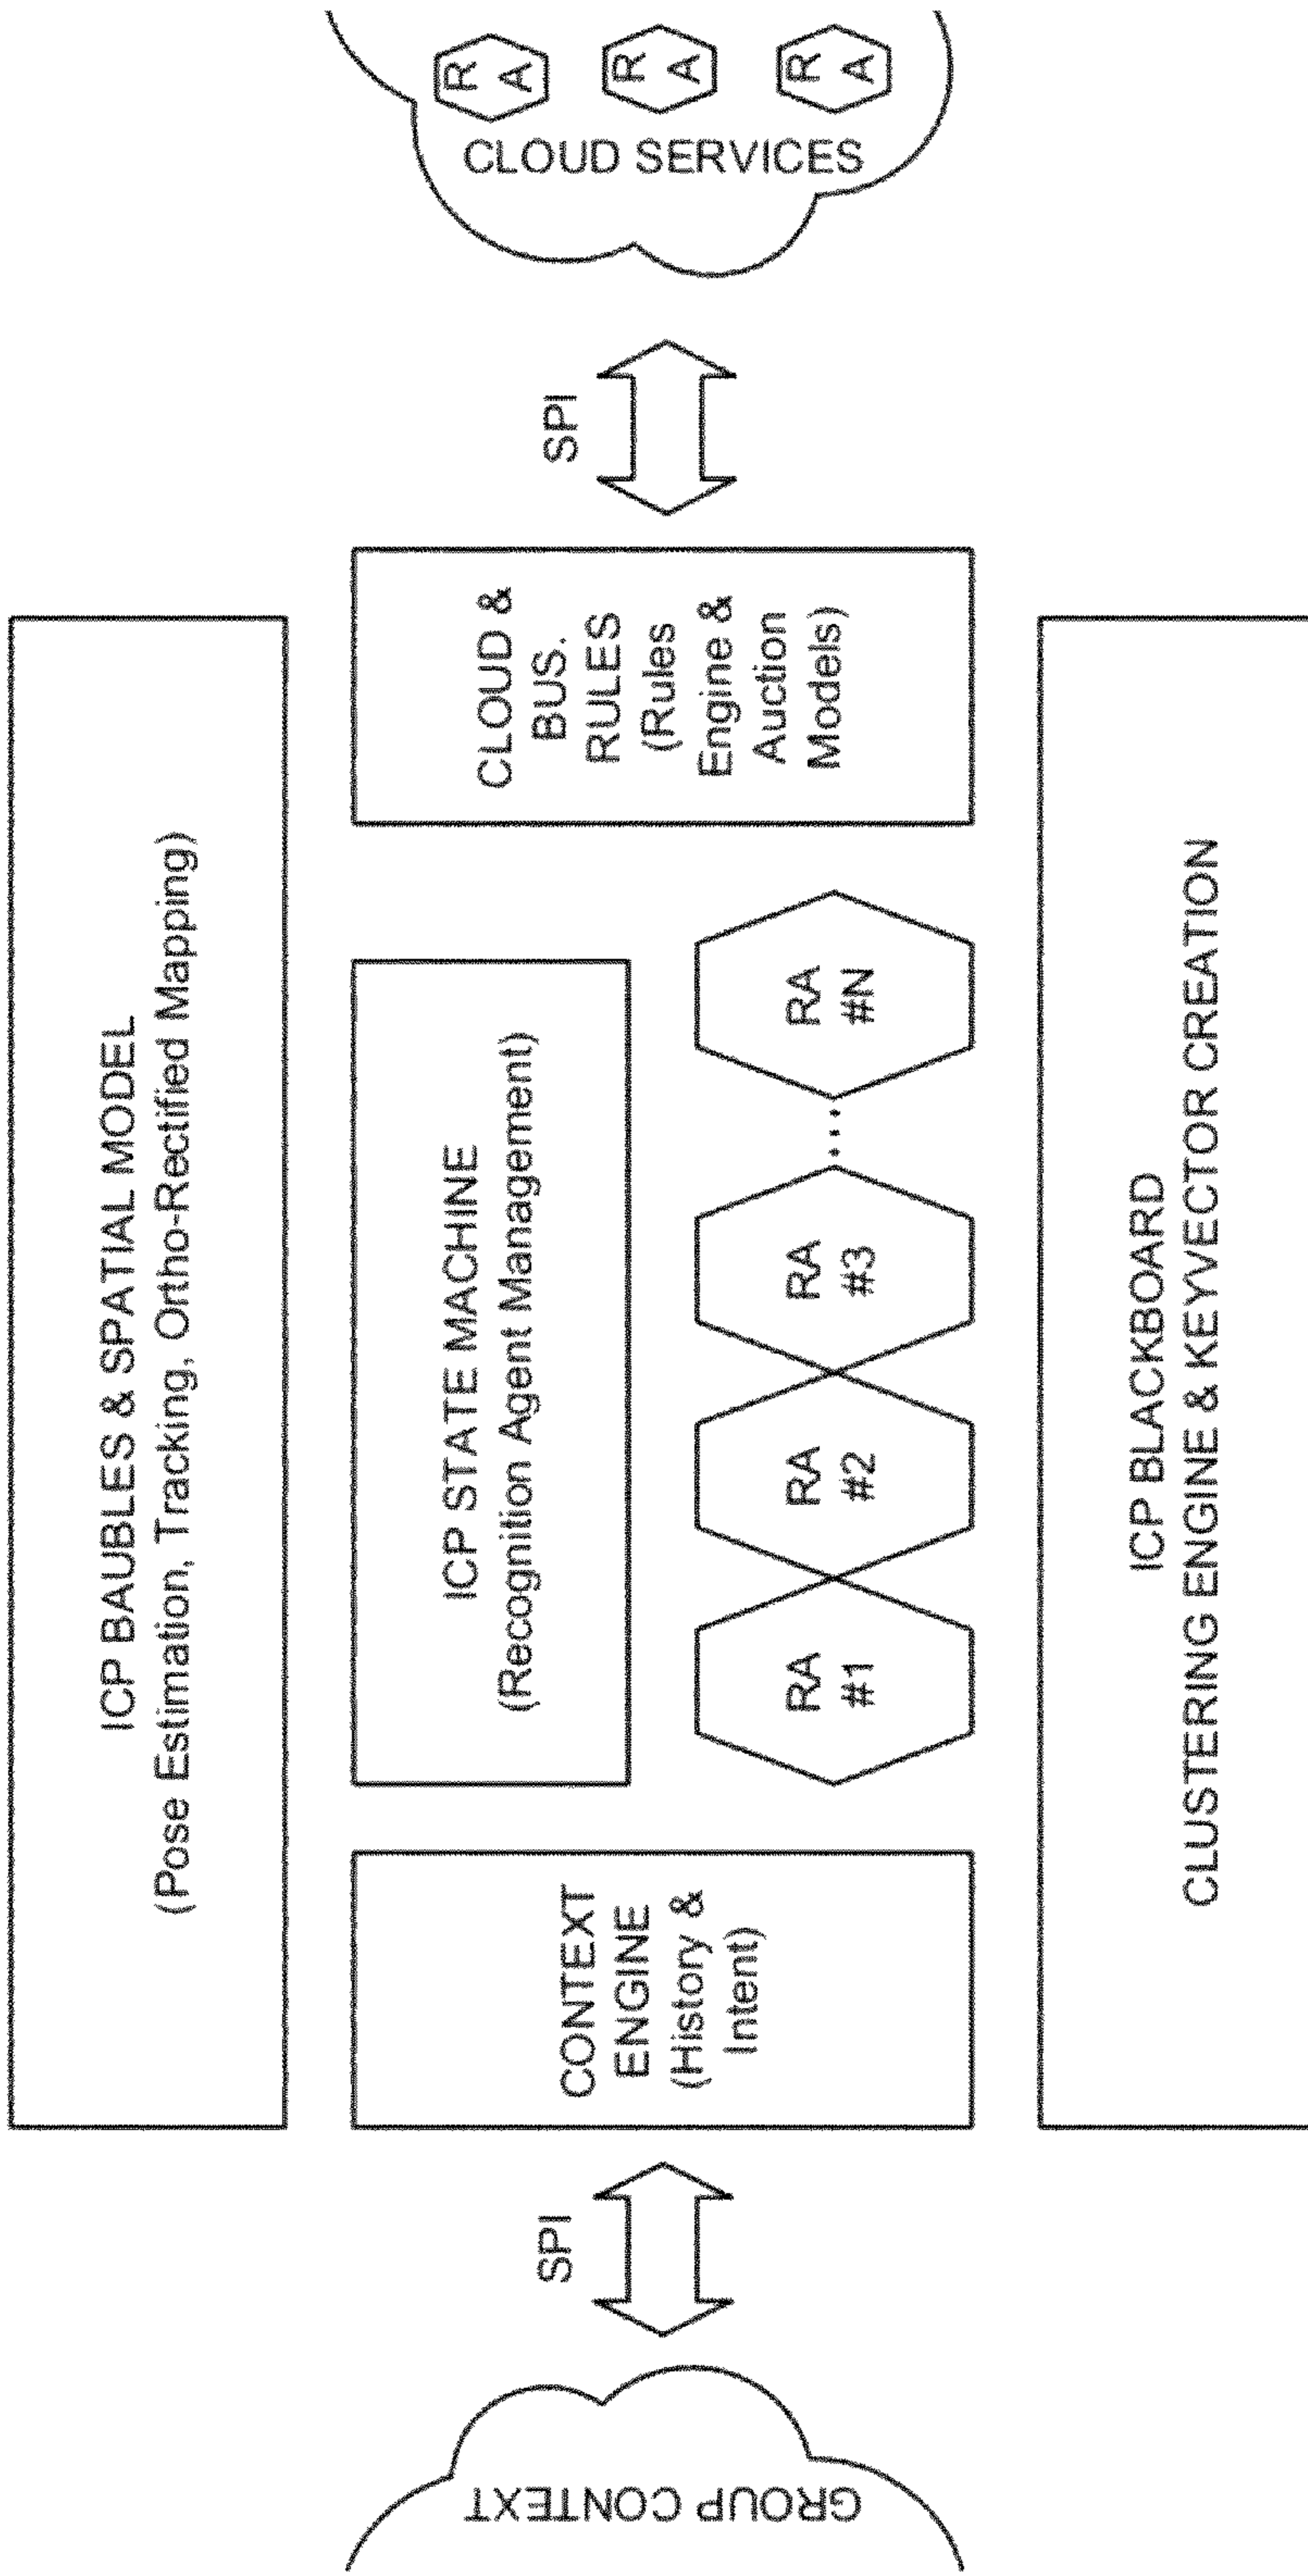 ICP BAUBLES & SPATIAL MODEL
(Pose Estimation, Tracking, Ortho-Rectified Mapping)
GROUP CONTEXT
SPI
CONTEXT
ENGINE
(History &
Intent)
ICP STATE MACHINE
(Recognition Agent Management)
RA
#1
RA
#2
RA
#3
....
RA
#N
CLOUD &
BUS.
RULES
(Rules
Engine &
Auction
Models)
SPI
R
A
R
A
R
A
CLOUD SERVICES
ICP BLACKBOARD
CLUSTERING ENGINE & KEYVECTOR CREATION